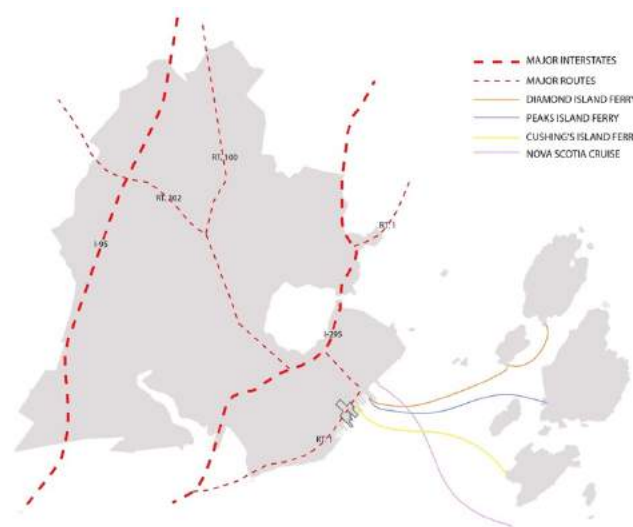 MAJOR INTERSTATES
MAJOR ROUTES
DIAMOND ISLAND FERRY
PEAKS ISLAND FERRY
CUSHING'S ISLAND FERR
NOVA SCOTIA CRUISE
RT. 100
RT. 202
RT. 1
I-95
I-295
RT. 1